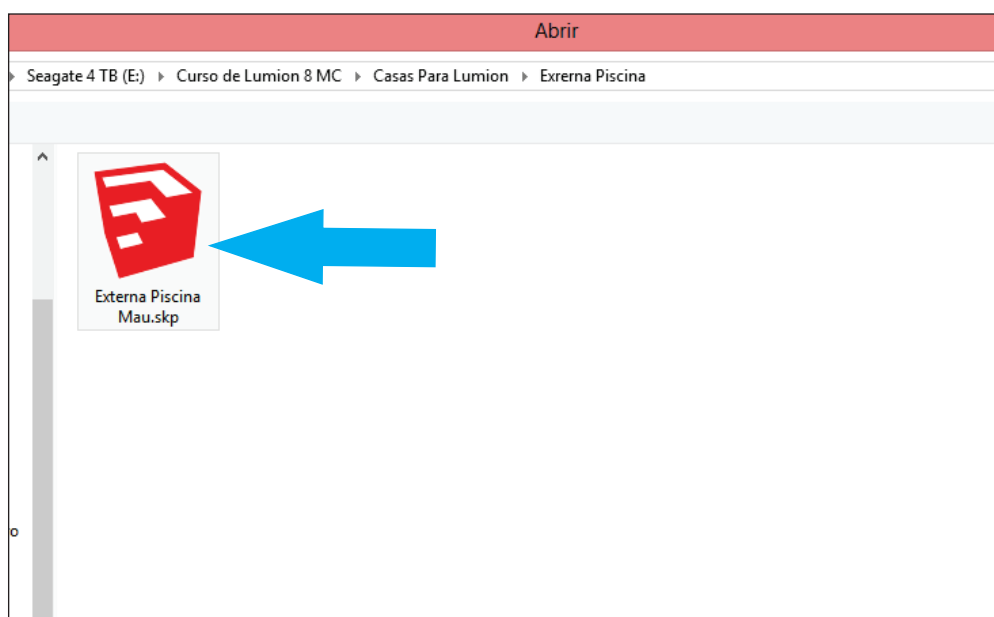 Abrir
Seagate 4 TB (E:) Curso de Lumion 8 MC Casas Para Lumion Exrerna Piscina
Externa Piscina
Mau.skp
o